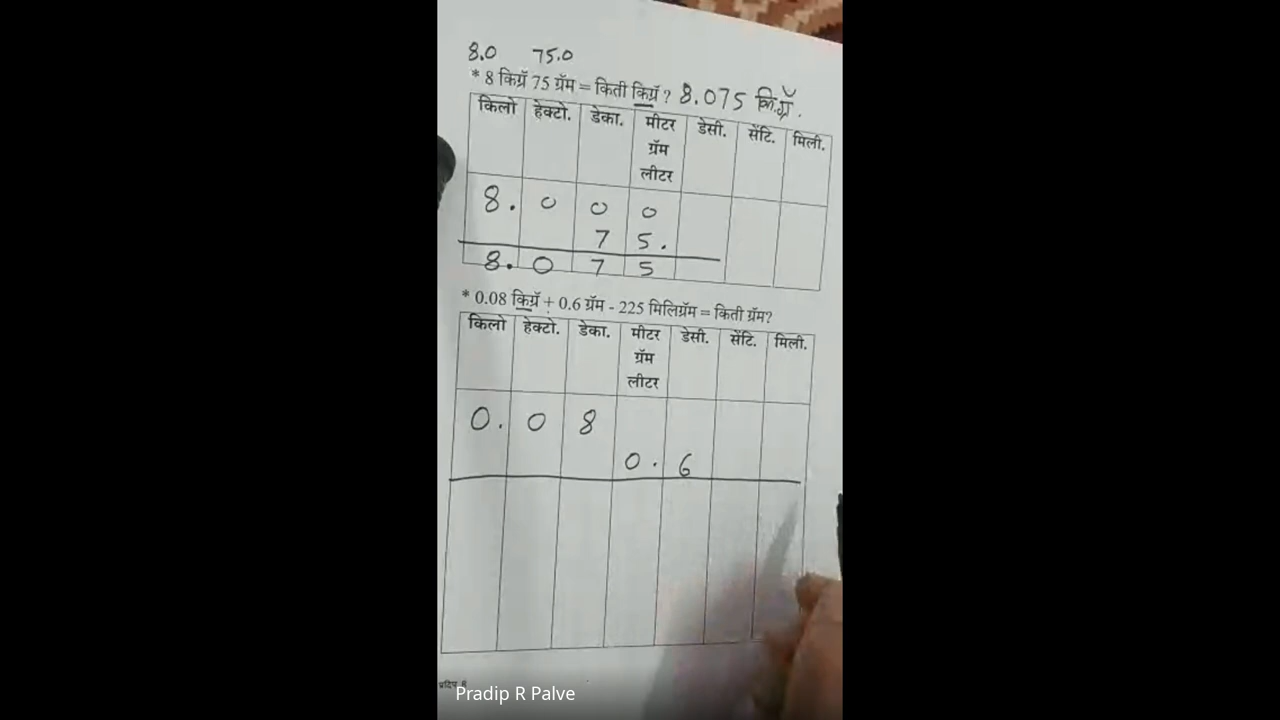 8.0 75.0
* 8 किग्रॅ 75 ग्रॅम = किती किग्रॅ ? 8.075 कि.ग्रॅ.
किलो हेक्टो. डेका. मीटर ग्रॅम लीटर डेसी. सेंटि. मिली.
8. 0 0 0
7 5.
8. 0 7 5
* 0.08 किग्रॅ + 0.6 ग्रॅम - 225 मिलिग्रॅम = किती ग्रॅम?
किलो हेक्टो. डेका. मीटर ग्रॅम लीटर डेसी. सेंटि. मिली.
0. 0 8
0. 6
Pradip R Palve